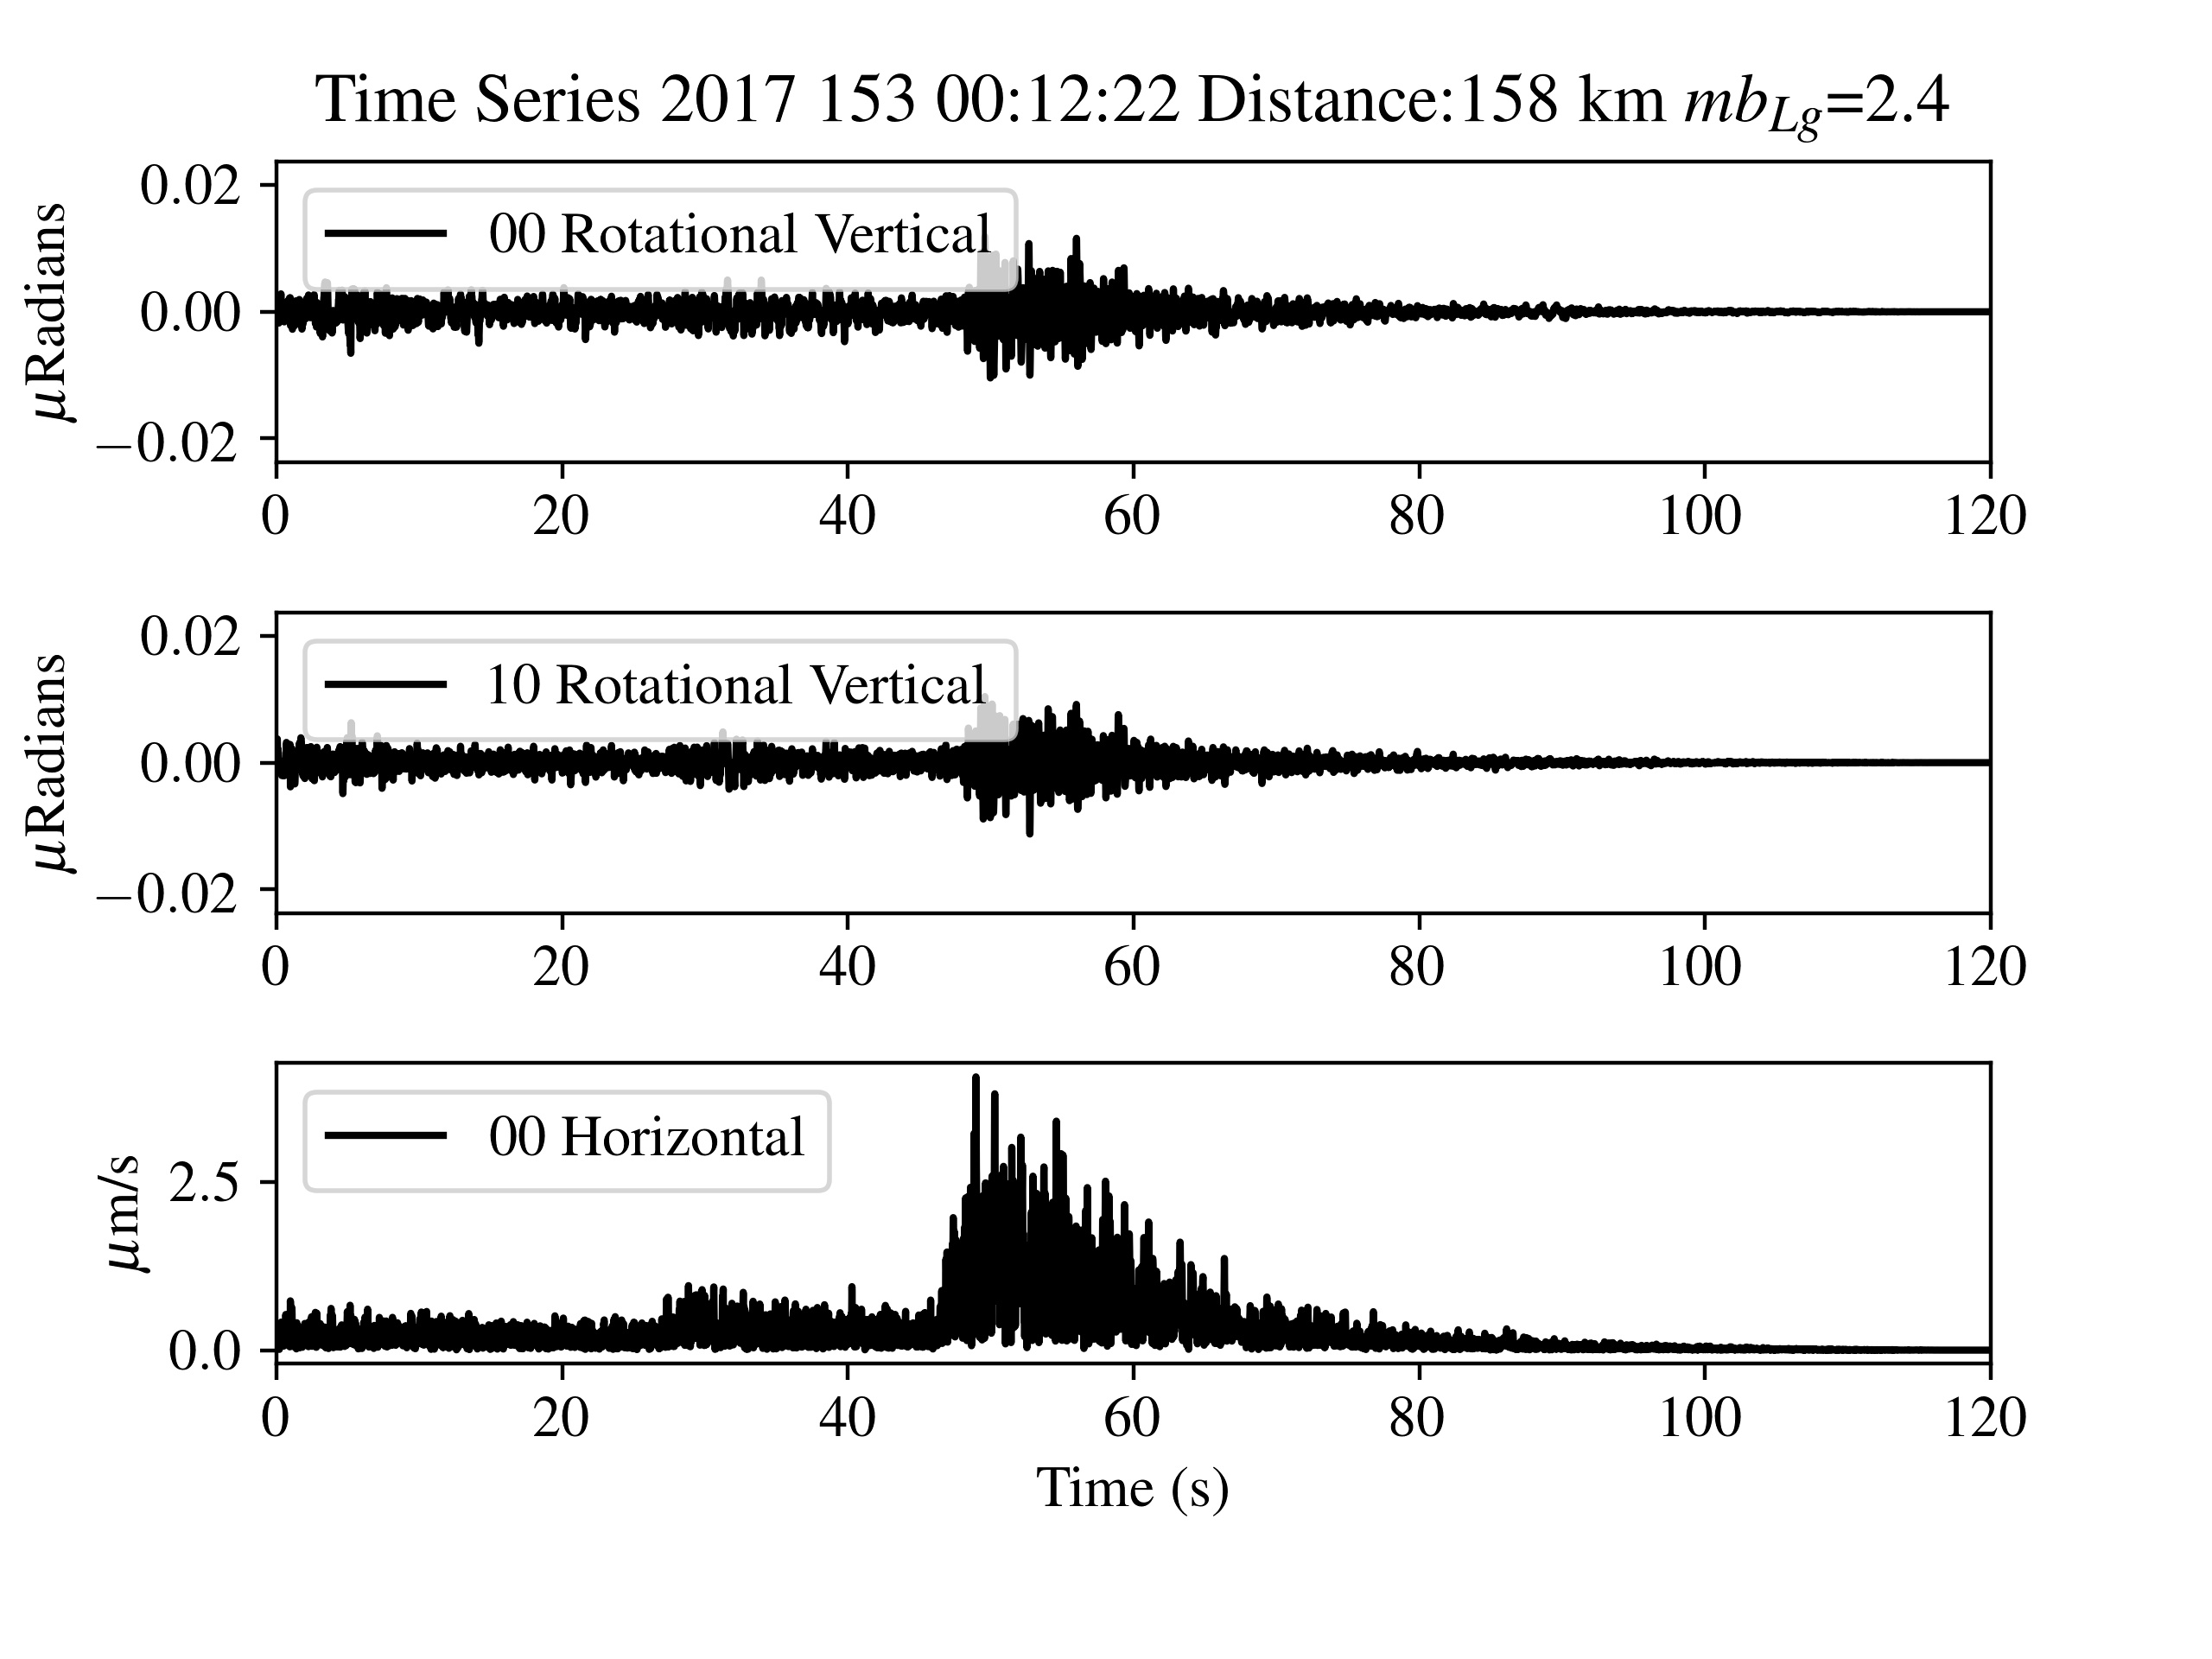 Time Series 2017 153 00:12:22 Distance:158 km mb_Lg=2.4
0.02
00 Rotational Vertical
0.00
−0.02
μRadians
0 20 40 60 80 100 120
0.02
10 Rotational Vertical
0.00
−0.02
μRadians
0 20 40 60 80 100 120
00 Horizontal
2.5
0.0
μm/s
0 20 40 60 80 100 120
Time (s)